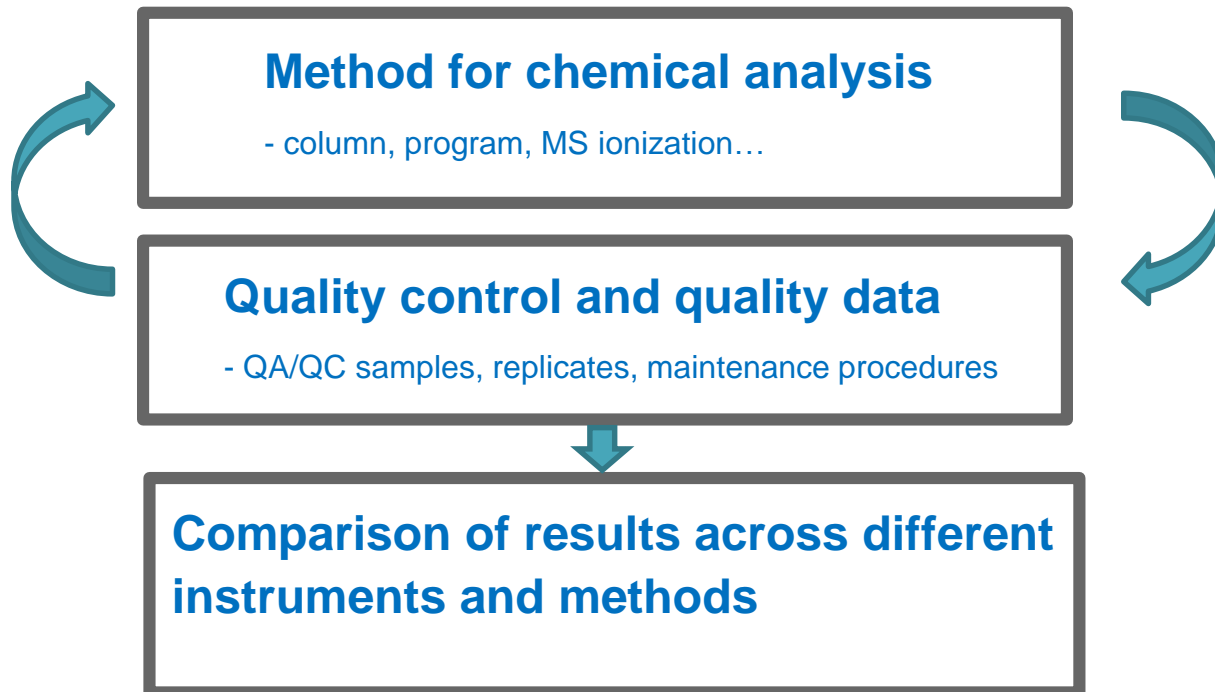 Method for chemical analysis
- column, program, MS ionization…
Quality control and quality data
- QA/QC samples, replicates, maintenance procedures
Comparison of results across different
instruments and methods